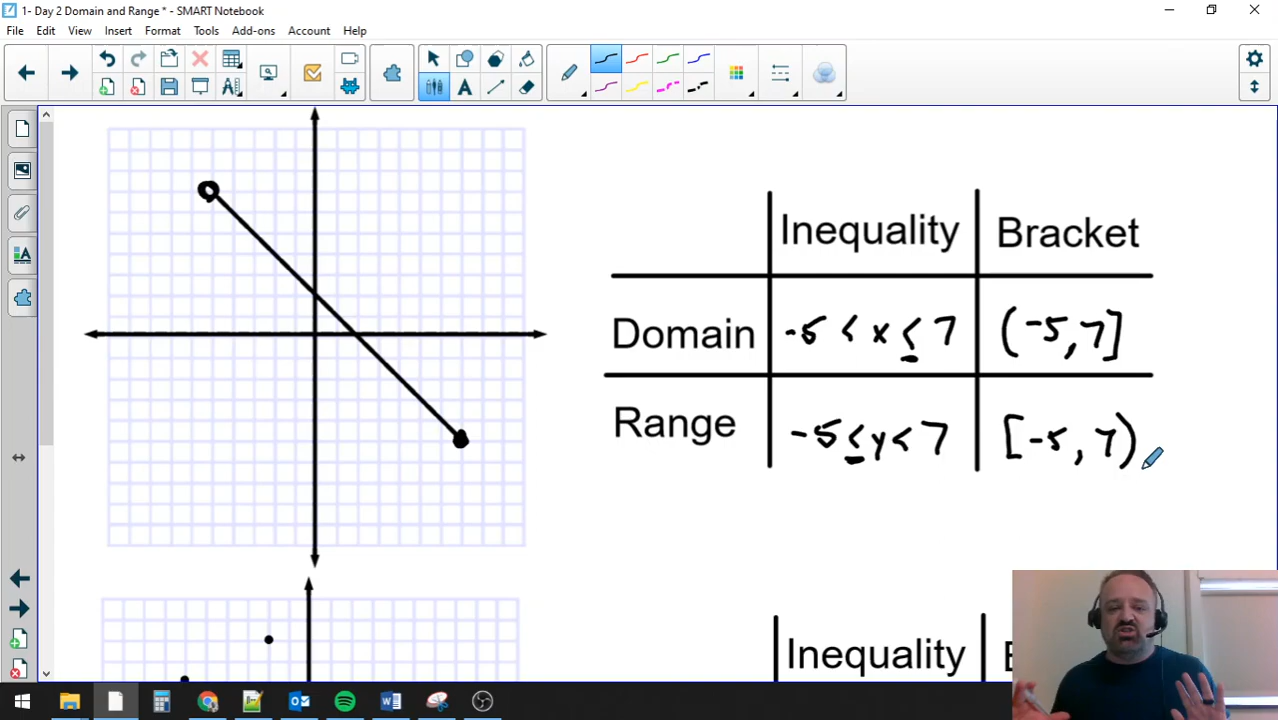 1- Day 2 Domain and Range * - SMART Notebook
File Edit View Insert Format Tools Add-ons Account Help
Inequality Bracket
Domain -5 < x ≤ 7 (-5, 7]
Range -5 ≤ y < 7 [-5, 7)
Inequality